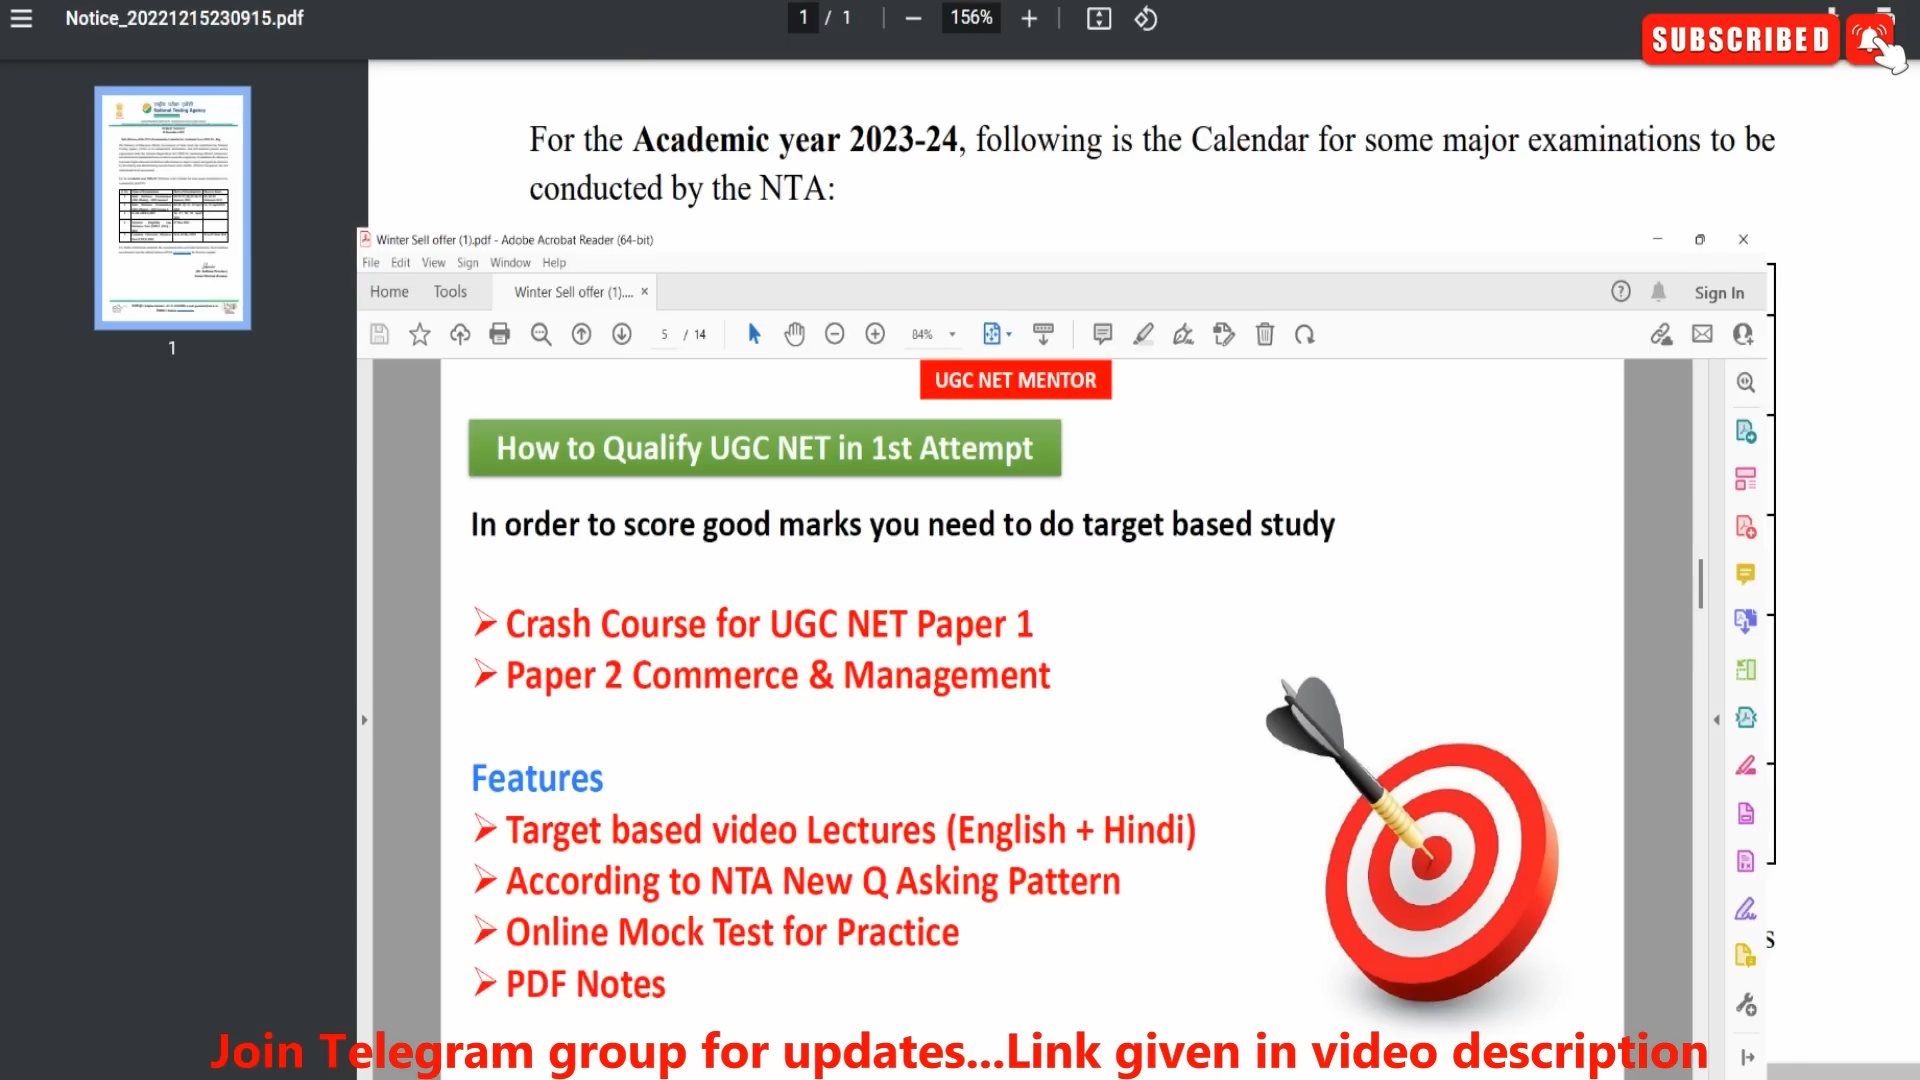 Notice_20221215230915.pdf
1 / 1
156%
SUBSCRIBED
For the Academic year 2023-24, following is the Calendar for some major examinations to be
conducted by the NTA:
1
Winter Sell offer (1).pdf - Adobe Acrobat Reader (64-bit)
File Edit View Sign Window Help
Home Tools Winter Sell offer (1).... ×
Sign In
5 / 14
84%
UGC NET MENTOR
How to Qualify UGC NET in 1st Attempt
In order to score good marks you need to do target based study
➢ Crash Course for UGC NET Paper 1
➢ Paper 2 Commerce & Management
Features
➢ Target based video Lectures (English + Hindi)
➢ According to NTA New Q Asking Pattern
➢ Online Mock Test for Practice
➢ PDF Notes
s
Join Telegram group for updates...Link given in video description